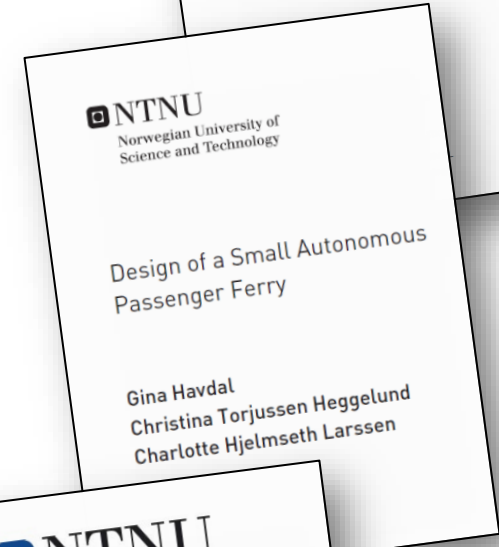 NTNU
Norwegian University of
Science and Technology
Design of a Small Autonomous
Passenger Ferry
Gina Havdal
Christina Torjussen Heggelund
Charlotte Hjelmseth Larssen
NTNU